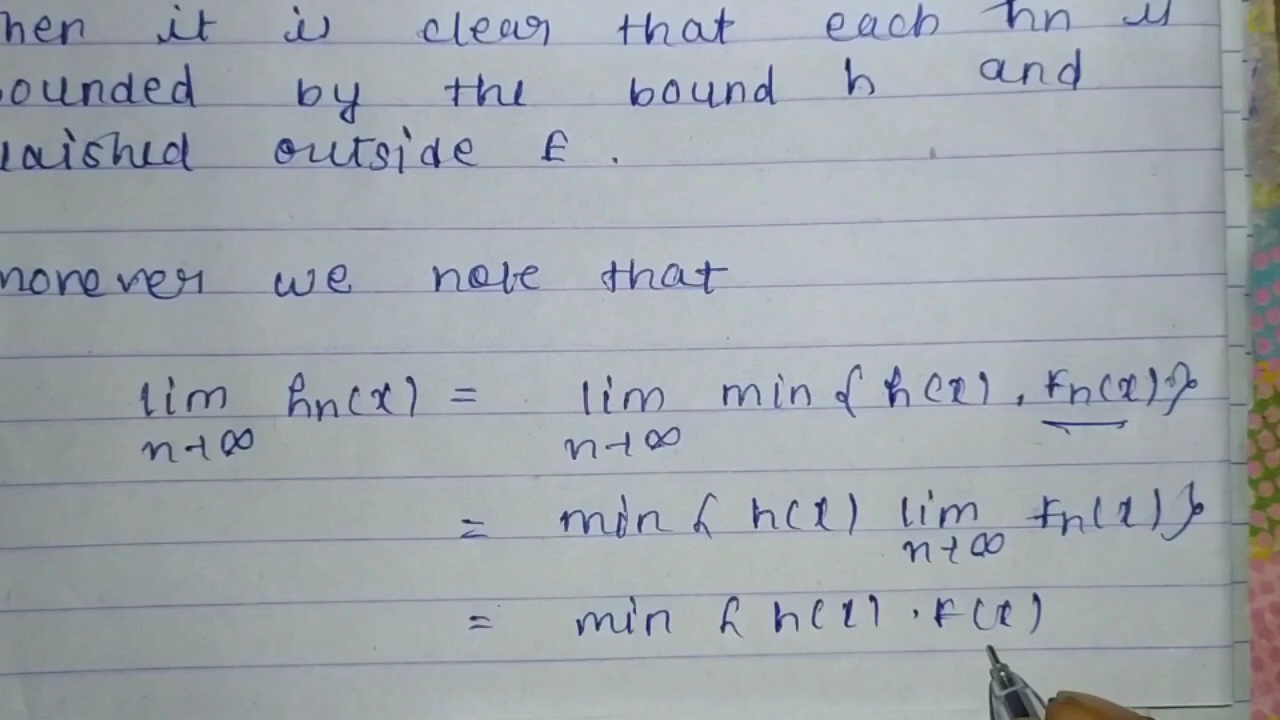 hen it is clear that each hn is
ounded by the bound h and
aished outside E .
morever we note that
lim hn(x) = lim min { h(x) , fn(x)}
n→∞ n→∞
= min { h(x) lim fn(x)}
n→∞
= min { h(x) , f(x)